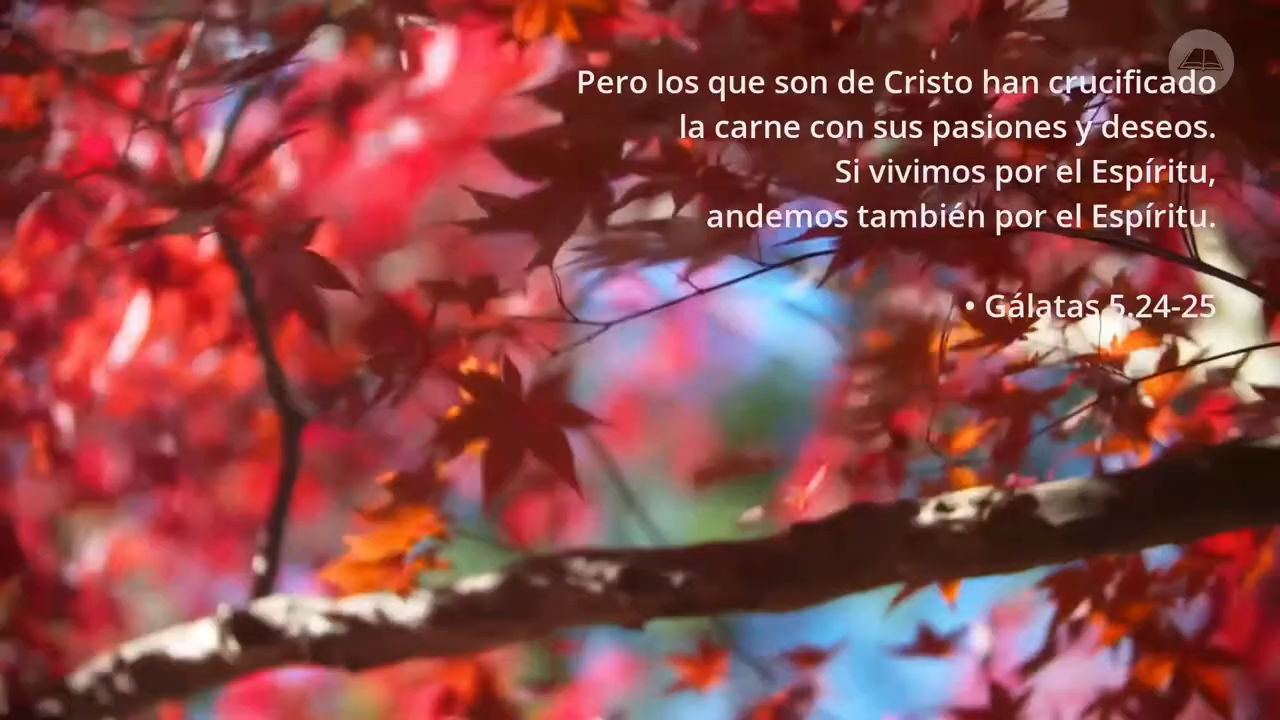 Pero los que son de Cristo han crucificado
la carne con sus pasiones y deseos.
Si vivimos por el Espíritu,
andemos también por el Espíritu.
• Gálatas 5.24-25